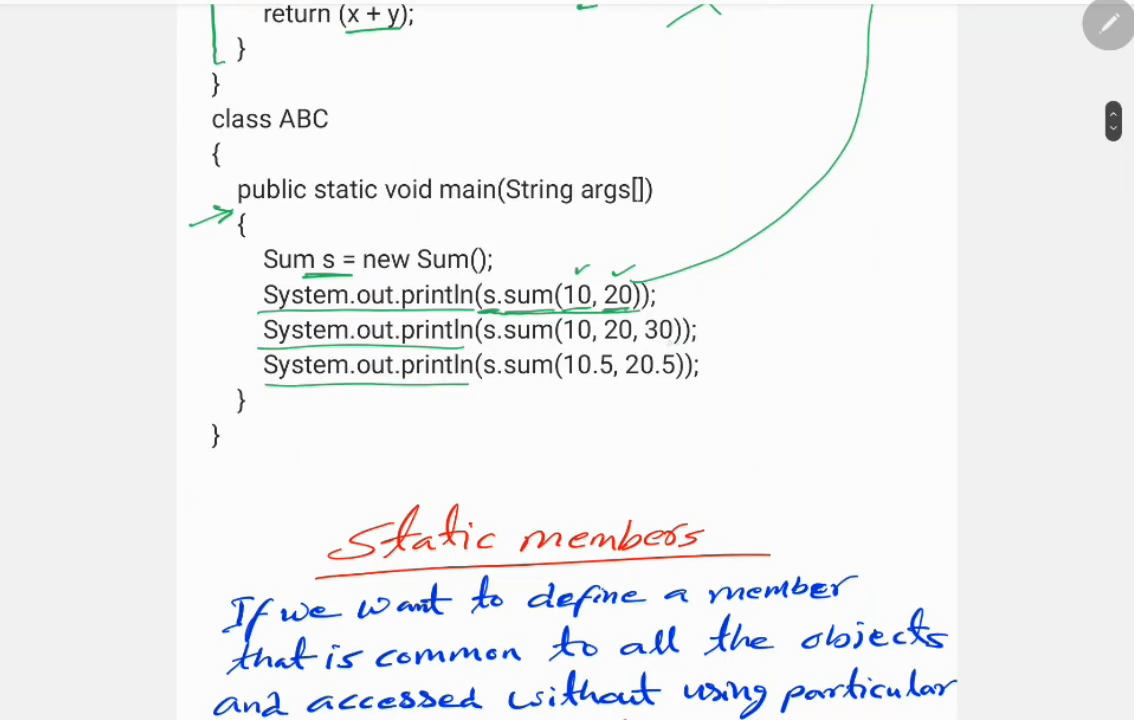 return (x + y);
}
}
class ABC
{
public static void main(String args[])
{
Sum s = new Sum();
System.out.println(s.sum(10, 20));
System.out.println(s.sum(10, 20, 30));
System.out.println(s.sum(10.5, 20.5));
}
}
Static members
If we want to define a member
that is common to all the objects
and accessed without using particular